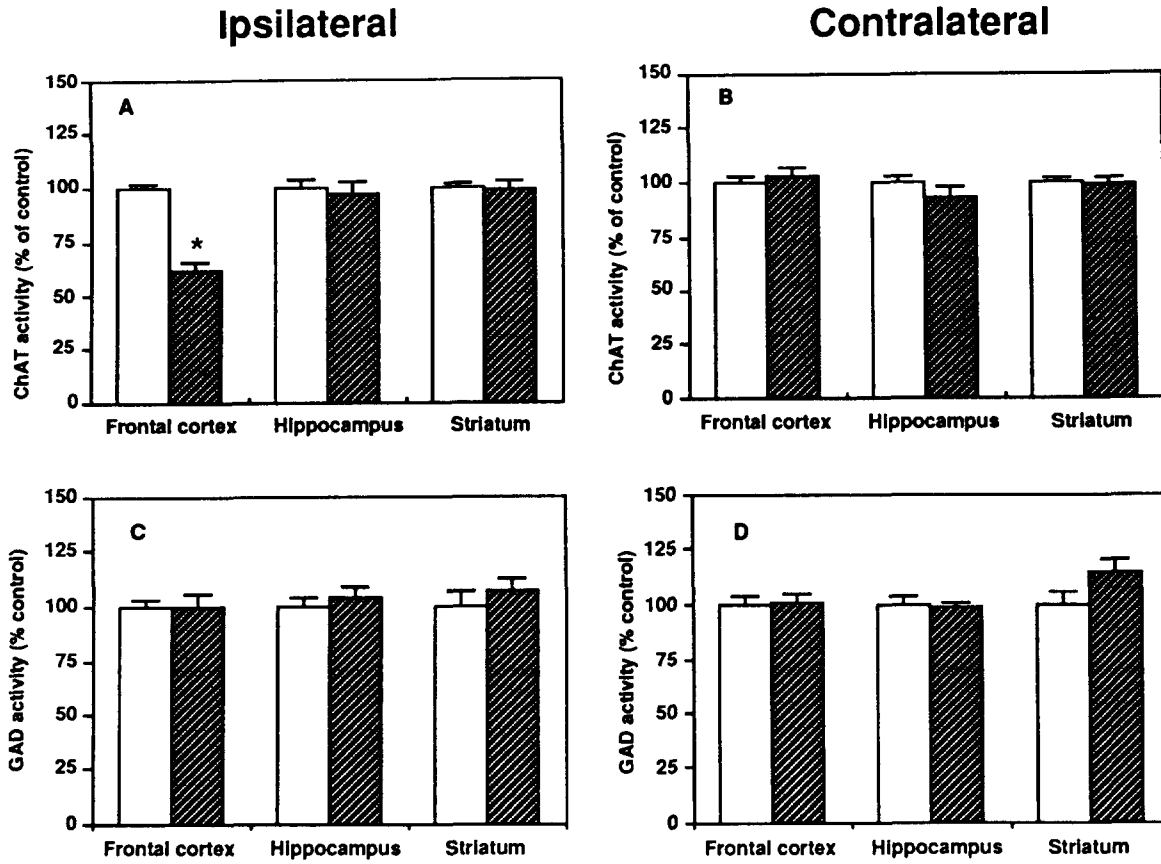 Ipsilateral
Contralateral
A
ChAT activity (% of control)
150
125
100
75
50
25
0
*
Frontal cortex Hippocampus Striatum
B
ChAT activity (% of control)
150
125
100
75
50
25
0
Frontal cortex Hippocampus Striatum
C
GAD activity (% control)
150
125
100
75
50
25
0
Frontal cortex Hippocampus Striatum
D
GAD activity (% control)
150
125
100
75
50
25
0
Frontal cortex Hippocampus Striatum